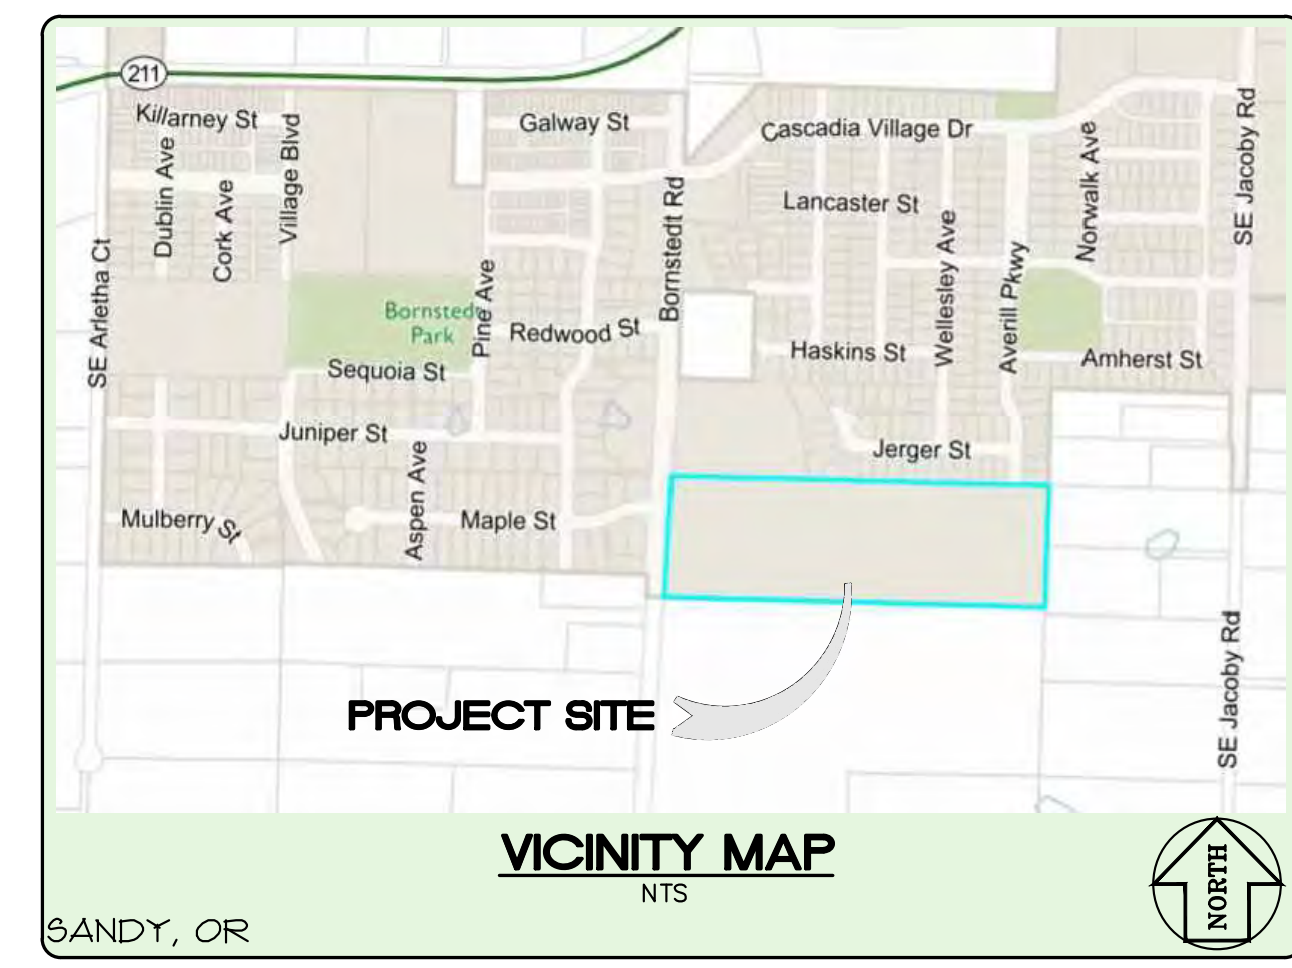 211
Killarney St
Galway St
Cascadia Village Dr
SE Jacoby Rd
Dublin Ave
Cork Ave
Village Blvd
Norwalk Ave
Lancaster St
Bornstedt Rd
Wellesley Ave
Averill Pkwy
SE Arletha Ct
Pine Ave
Bornsted
Park
Redwood St
Haskins St
Amherst St
Sequoia St
Juniper St
Jerger St
Aspen Ave
Mulberry St
Maple St
SE Jacoby Rd
PROJECT SITE
VICINITY MAP
NTS
NORTH
SANDY, OR